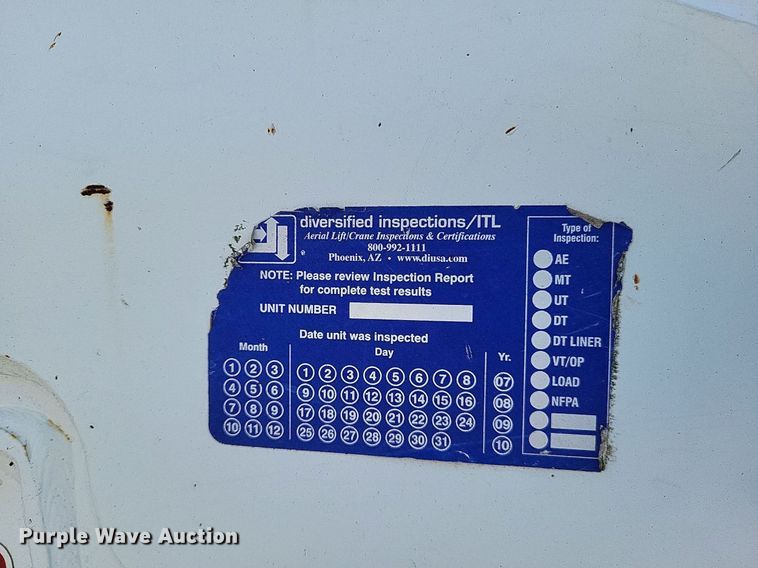 diversified inspections/ITL
Aerial Lift/Crane Inspections & Certifications
800-992-1111
Phoenix, AZ • www.diusa.com
NOTE: Please review Inspection Report
for complete test results
UNIT NUMBER
Date unit was inspected
Month
1 2 3
4 5 6
7 8 9
10 11 12
Day
1 2 3 4 5 6 7 8
9 10 11 12 13 14 15 16
17 18 19 20 21 22 23 24
25 26 27 28 29 30 31
Yr.
07
08
09
10
Type of
Inspection:
AE
MT
UT
DT
DT LINER
VT/OP
LOAD
NFPA
Purple Wave Auction